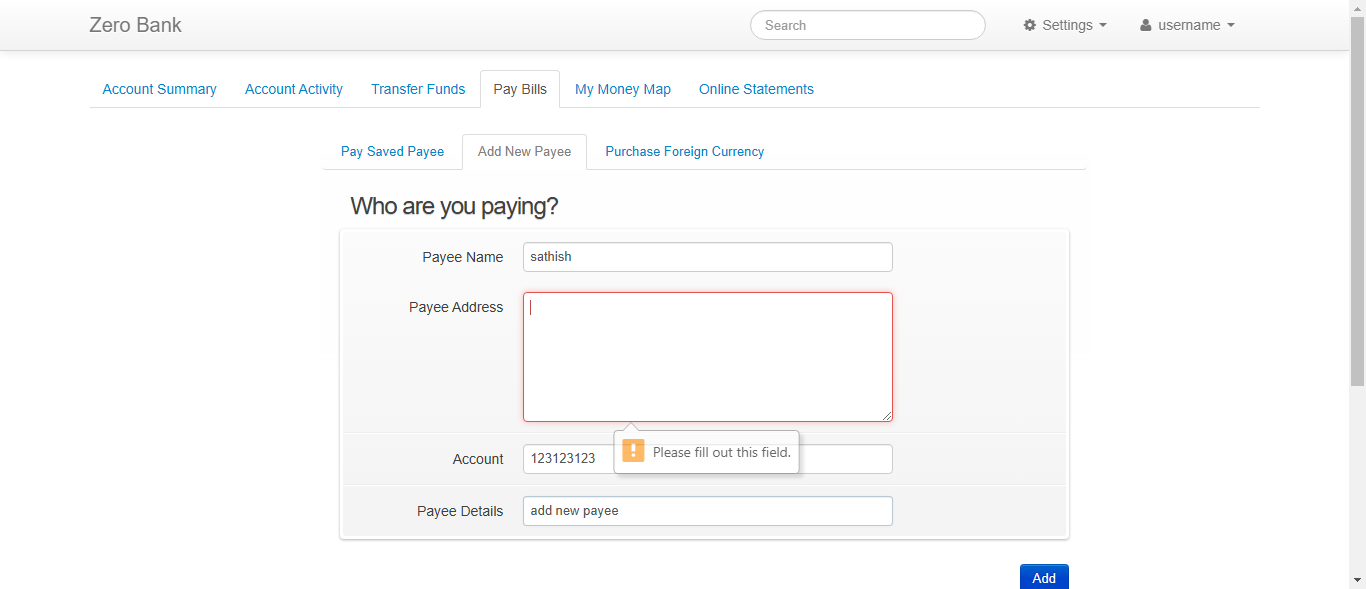 Zero Bank Search Settings username
Account Summary Account Activity Transfer Funds Pay Bills My Money Map Online Statements
Pay Saved Payee Add New Payee Purchase Foreign Currency
Who are you paying?
Payee Name sathish
Payee Address
Please fill out this field.
Account 123123123
Payee Details add new payee
Add